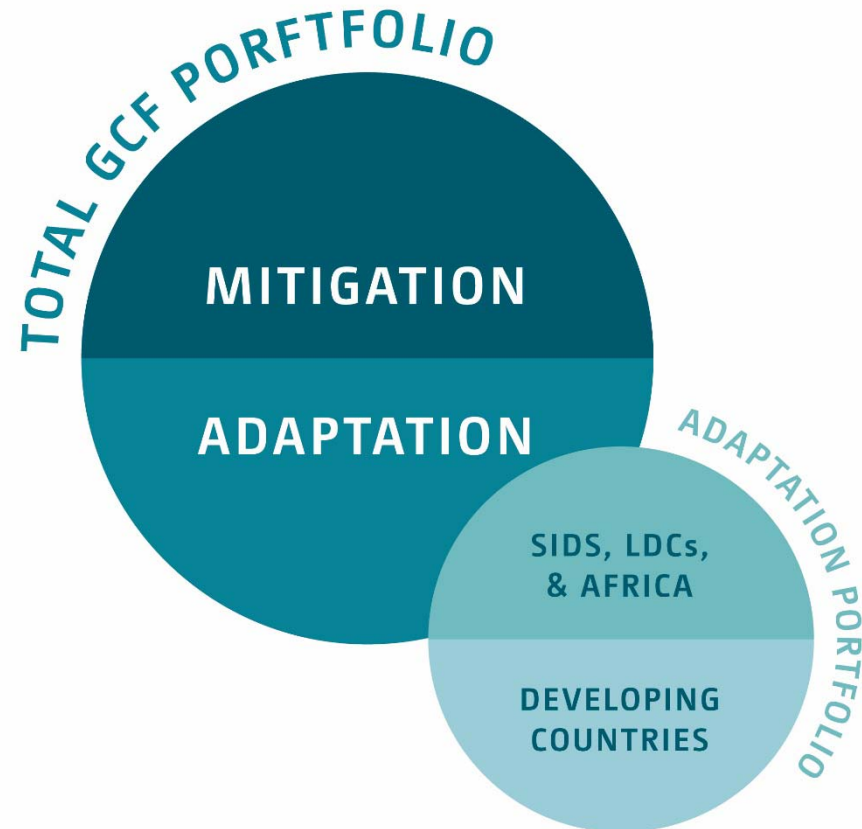 TOTAL GCF PORFTFOLIO
MITIGATION
ADAPTATION
ADAPTATION PORTFOLIO
SIDS, LDCs,
& AFRICA
DEVELOPING
COUNTRIES